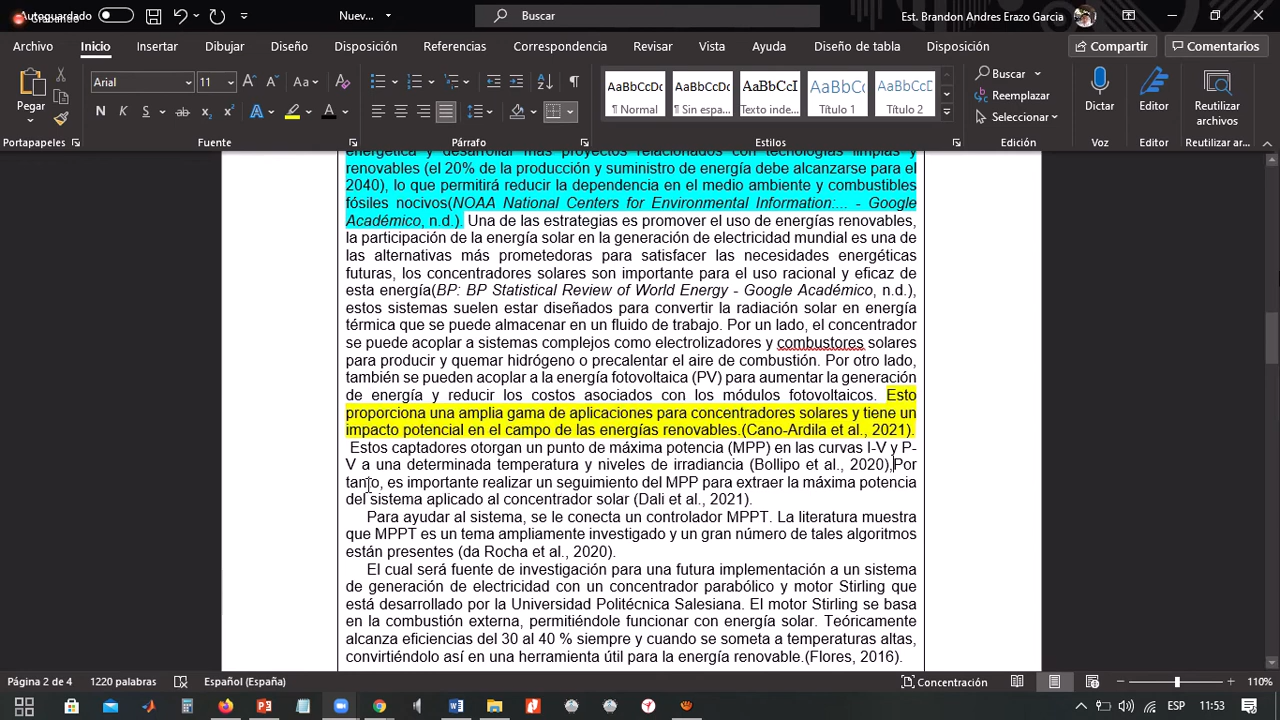 Autoguardado
Nuev...
Buscar
Est. Brandon Andres Erazo Garcia
Archivo Inicio Insertar Dibujar Diseño Disposición Referencias Correspondencia Revisar Vista Ayuda Diseño de tabla Disposición Compartir Comentarios
Pegar
Arial 11
N K S ab x₂ x²
AaBbCcDc AaBbCcDc AaBbCcI AaBbC AaBbCc
¶ Normal ¶ Sin espa... Texto inde... Título 1 Título 2
Buscar
Reemplazar
Seleccionar
Dictar
Editor
Reutilizar archivos
Portapapeles Fuente Párrafo Estilos Edición Voz Editor Reutilizar ar...
energética y desarrollar más proyectos relacionados con tecnologías limpias y
renovables (el 20% de la producción y suministro de energía debe alcanzarse para el
2040), lo que permitirá reducir la dependencia en el medio ambiente y combustibles
fósiles nocivos(NOAA National Centers for Environmental Information:... - Google
Académico, n.d.). Una de las estrategias es promover el uso de energías renovables,
la participación de la energía solar en la generación de electricidad mundial es una de
las alternativas más prometedoras para satisfacer las necesidades energéticas
futuras, los concentradores solares son importante para el uso racional y eficaz de
esta energía(BP: BP Statistical Review of World Energy - Google Académico, n.d.),
estos sistemas suelen estar diseñados para convertir la radiación solar en energía
térmica que se puede almacenar en un fluido de trabajo. Por un lado, el concentrador
se puede acoplar a sistemas complejos como electrolizadores y combustores solares
para producir y quemar hidrógeno o precalentar el aire de combustión. Por otro lado,
también se pueden acoplar a la energía fotovoltaica (PV) para aumentar la generación
de energía y reducir los costos asociados con los módulos fotovoltaicos. Esto
proporciona una amplia gama de aplicaciones para concentradores solares y tiene un
impacto potencial en el campo de las energías renovables.(Cano-Ardila et al., 2021).
Estos captadores otorgan un punto de máxima potencia (MPP) en las curvas I-V y P-
V a una determinada temperatura y niveles de irradiancia (Bollipo et al., 2020),Por
tanto, es importante realizar un seguimiento del MPP para extraer la máxima potencia
del sistema aplicado al concentrador solar (Dali et al., 2021).
Para ayudar al sistema, se le conecta un controlador MPPT. La literatura muestra
que MPPT es un tema ampliamente investigado y un gran número de tales algoritmos
están presentes (da Rocha et al., 2020).
El cual será fuente de investigación para una futura implementación a un sistema
de generación de electricidad con un concentrador parabólico y motor Stirling que
está desarrollado por la Universidad Politécnica Salesiana. El motor Stirling se basa
en la combustión externa, permitiéndole funcionar con energía solar. Teóricamente
alcanza eficiencias del 30 al 40 % siempre y cuando se someta a temperaturas altas,
convirtiéndolo así en una herramienta útil para la energía renovable.(Flores, 2016).
Página 2 de 4 1220 palabras Español (España) Concentración 110%
ESP 11:53